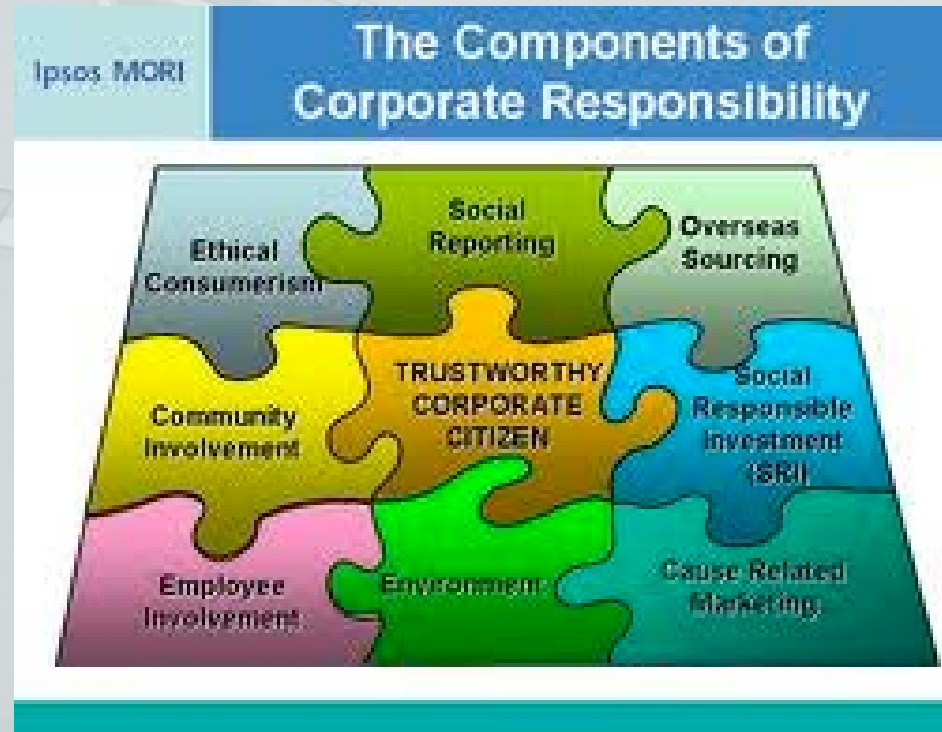 Ipsos MORI
The Components of
Corporate Responsibility
Ethical
Consumerism
Social
Reporting
Overseas
Sourcing
Community
Involvement
TRUSTWORTHY
CORPORATE
CITIZEN
Social
Responsible
Investment
(SRI)
Employee
Involvement
Environment
Cause Related
Marketing